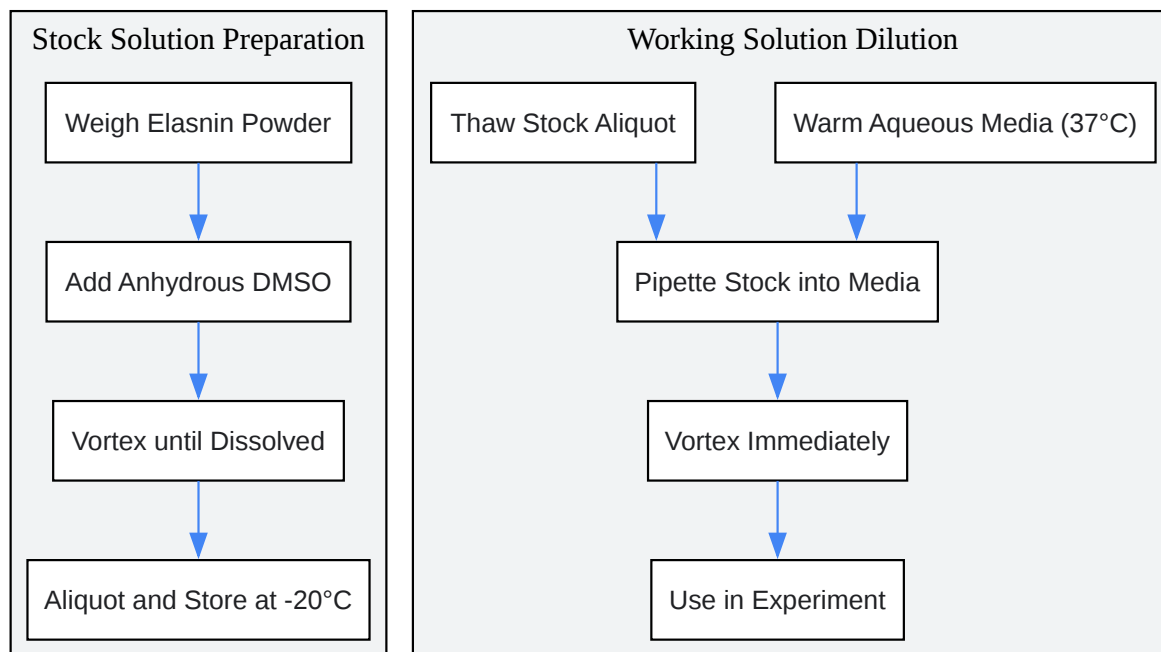 Stock Solution Preparation
Weigh Elasnin Powder
Add Anhydrous DMSO
Vortex until Dissolved
Aliquot and Store at -20°C
Working Solution Dilution
Thaw Stock Aliquot
Warm Aqueous Media (37°C)
Pipette Stock into Media
Vortex Immediately
Use in Experiment